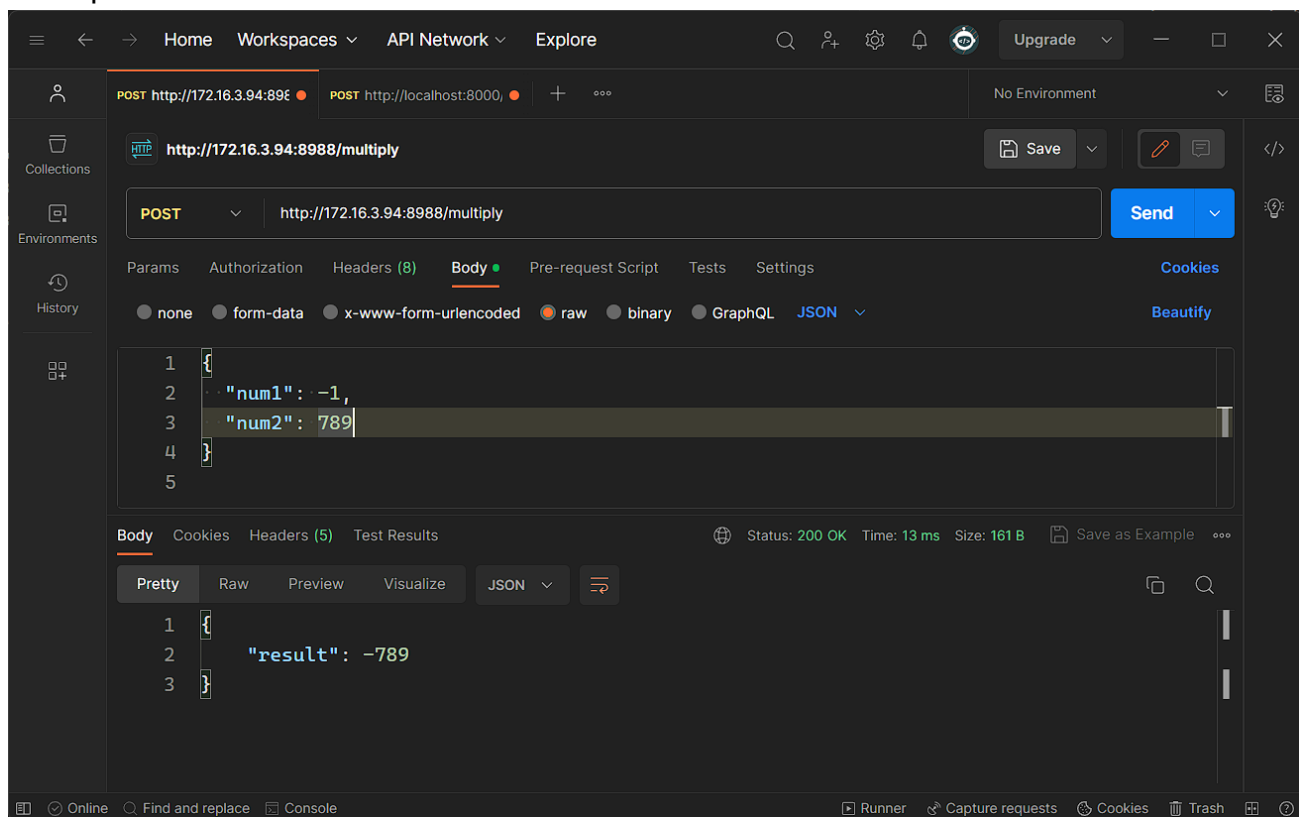 Home Workspaces API Network Explore Upgrade
POST http://172.16.3.94:898 POST http://localhost:8000/ No Environment
HTTP http://172.16.3.94:8988/multiply Save
Collections
POST http://172.16.3.94:8988/multiply Send
Environments
Params Authorization Headers (8) Body Pre-request Script Tests Settings Cookies
History
none form-data x-www-form-urlencoded raw binary GraphQL JSON Beautify
1 {
2 "num1": -1,
3 "num2": 789
4 }
5
Body Cookies Headers (5) Test Results Status: 200 OK Time: 13 ms Size: 161 B Save as Example
Pretty Raw Preview Visualize JSON
1 {
2 "result": -789
3 }
Online Find and replace Console Runner Capture requests Cookies Trash